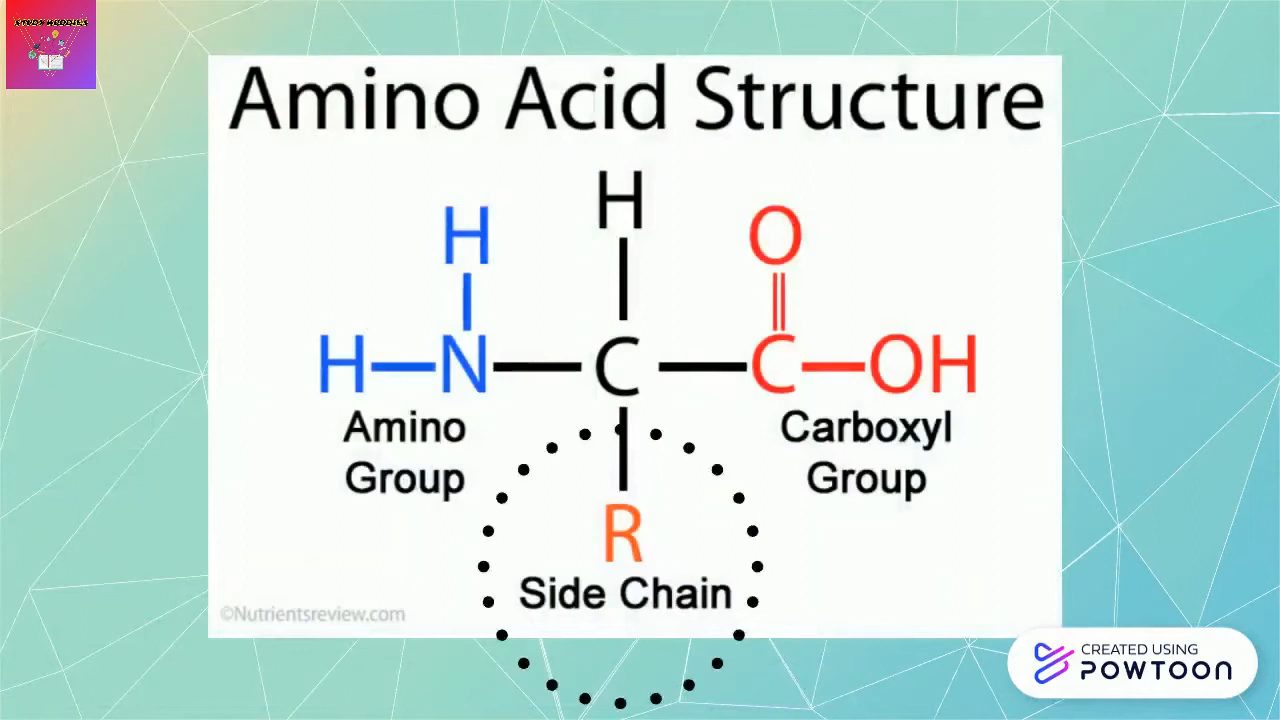 Amino Acid Structure
H
H
O
H N C C OH
Amino
Group
Carboxyl
Group
R
Side Chain
©Nutrientsreview.com
CREATED USING
POWTOON